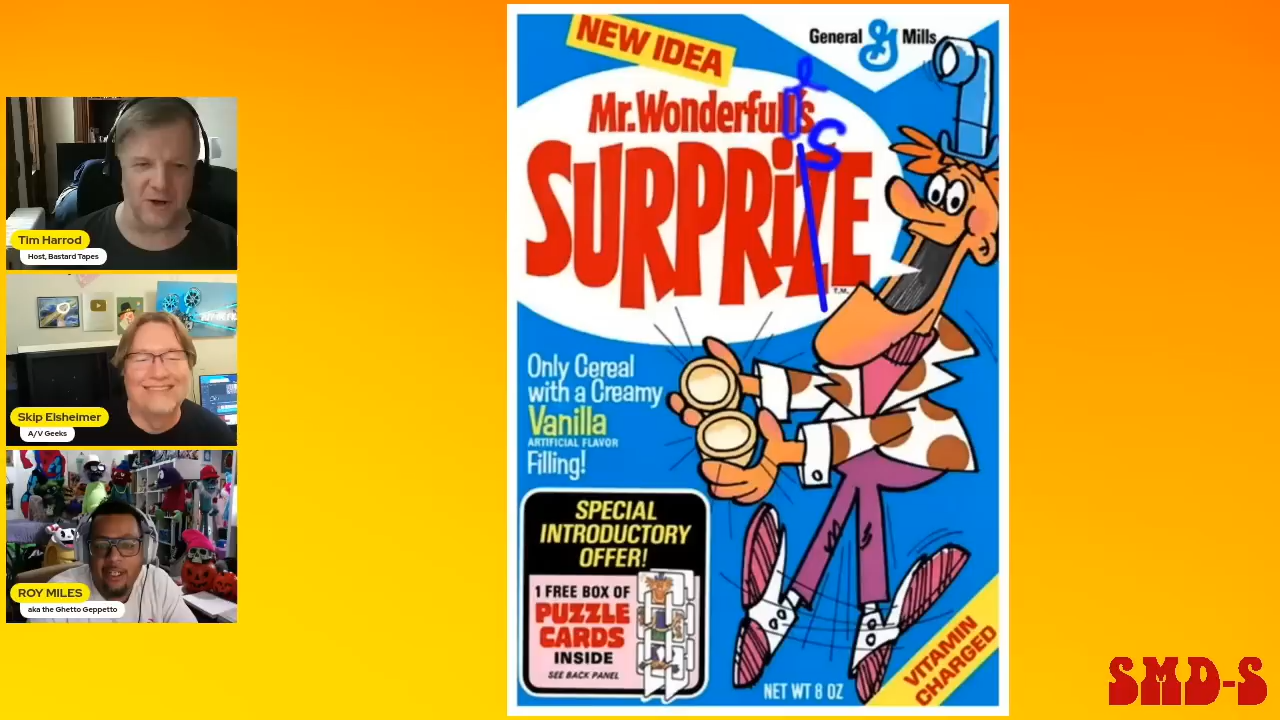 Tim Harrod
Host, Bastard Tapes
Skip Elsheimer
A/V Geeks
ROY MILES
aka the Ghetto Geppetto
NEW IDEA
General Mills
Mr. Wonderfull's
SURPRIZE
T.M.
S
Only Cereal
with a Creamy
Vanilla
ARTIFICIAL FLAVOR
Filling!
SPECIAL
INTRODUCTORY
OFFER!
1 FREE BOX OF
PUZZLE
CARDS
INSIDE
SEE BACK PANEL
NET WT 8 OZ
VITAMIN
CHARGED
SMD-S